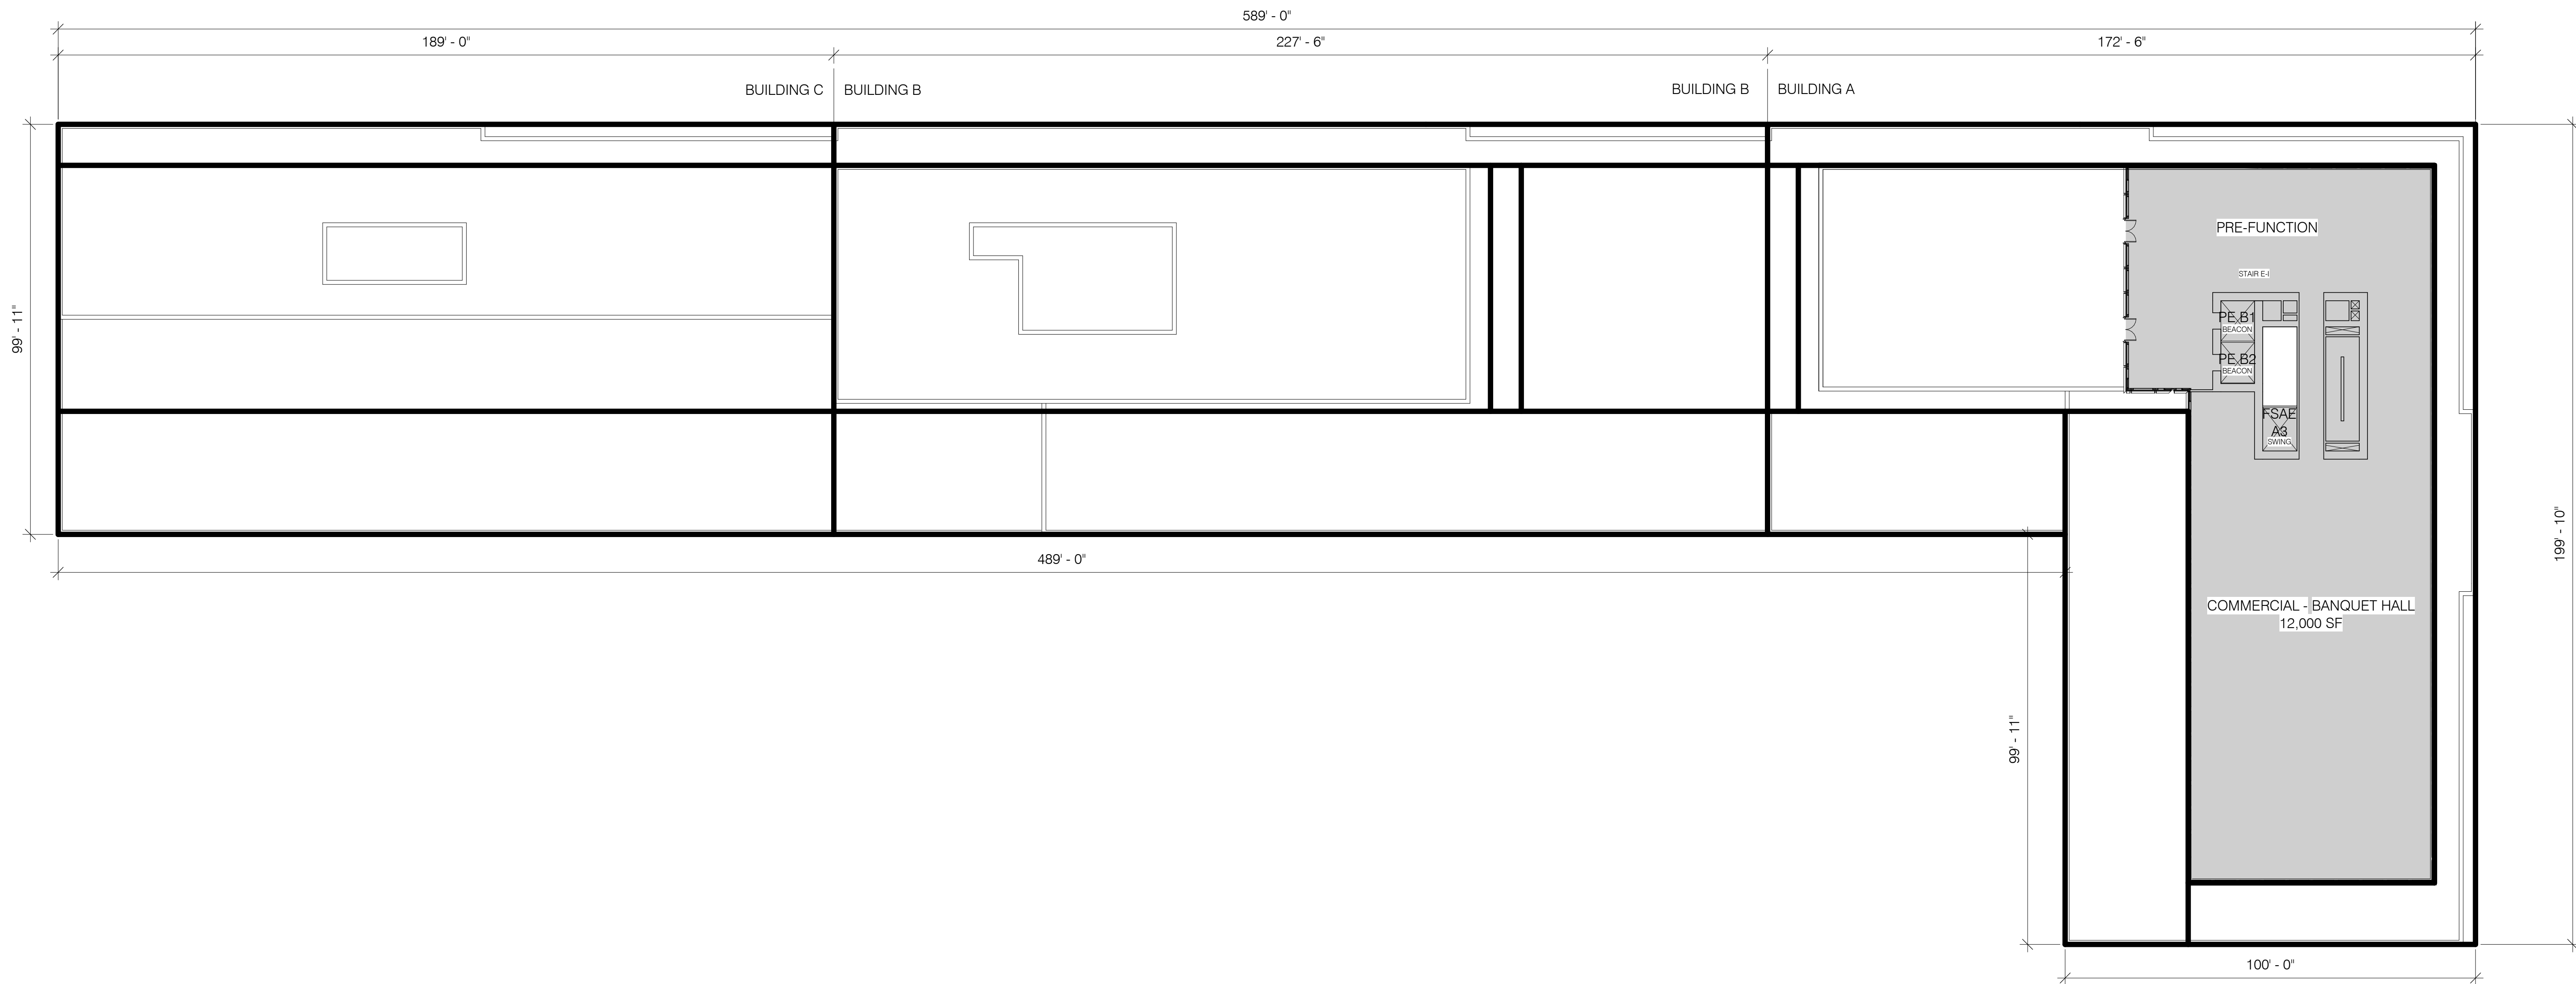 589' - 0"
189' - 0"
227' - 6"
172' - 6"
BUILDING C
BUILDING B
BUILDING B
BUILDING A
PRE-FUNCTION
STAIR E-I
99' - 11"
PE B1
BEACON
PE B2
BEACON
FSAE
A3
SWING
199' - 10"
489' - 0"
COMMERCIAL - BANQUET HALL
12,000 SF
99' - 11"
100' - 0"